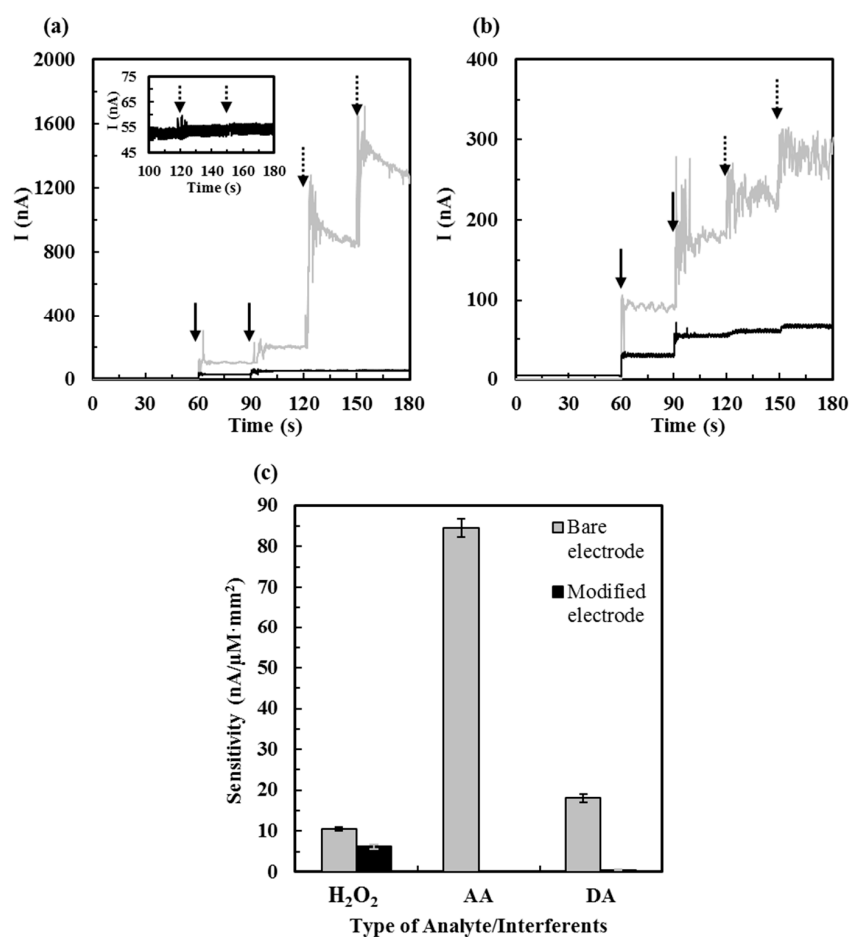 (a)
2000
1600
1200
800
400
0
I (nA)
0 30 60 90 120 150 180
Time (s)
75
65
55
45
I (nA)
100 120 140 160 180
Time (s)
(b)
400
300
200
100
0
I (nA)
0 30 60 90 120 150 180
Time (s)
(c)
90
80
70
60
50
40
30
20
10
0
Sensitivity (nA/μM·mm²)
Bare
electrode
Modified
electrode
H₂O₂ AA DA
Type of Analyte/Interferents